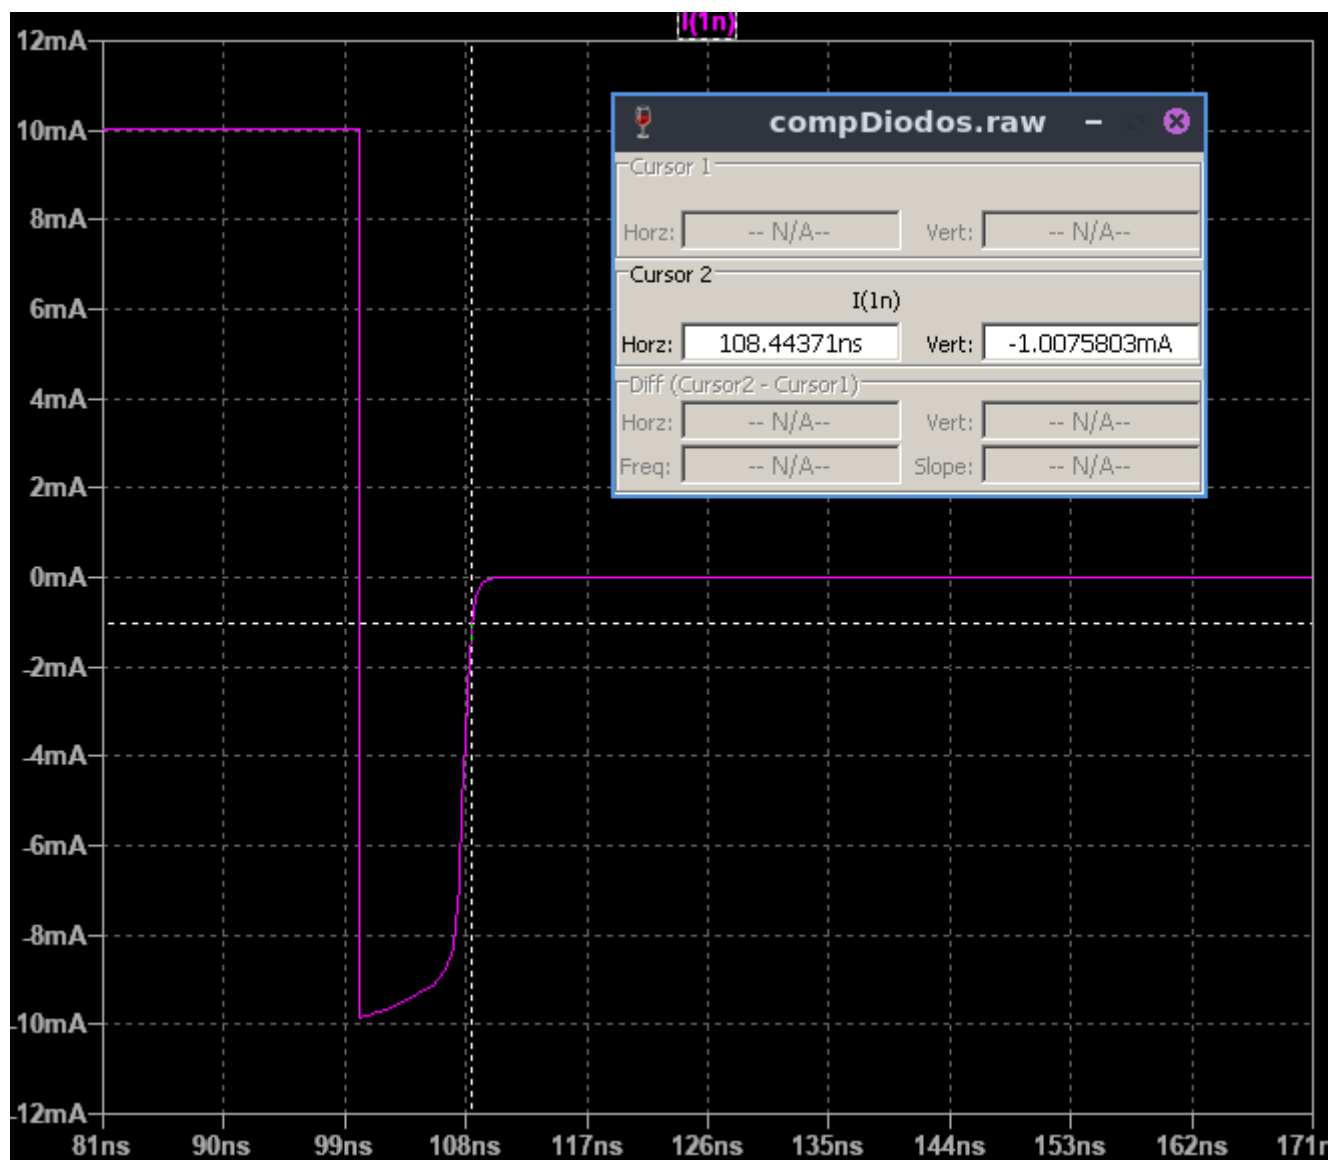 I(1n)
12mA
10mA
8mA
6mA
4mA
2mA
0mA
-2mA
-4mA
-6mA
-8mA
-10mA
-12mA
81ns 90ns 99ns 108ns 117ns 126ns 135ns 144ns 153ns 162ns 171n
compDiodos.raw
Cursor 1
Horz: -- N/A-- Vert: -- N/A--
Cursor 2
I(1n)
Horz: 108.44371ns Vert: -1.0075803mA
Diff (Cursor2 - Cursor1)
Horz: -- N/A-- Vert: -- N/A--
Freq: -- N/A-- Slope: -- N/A--